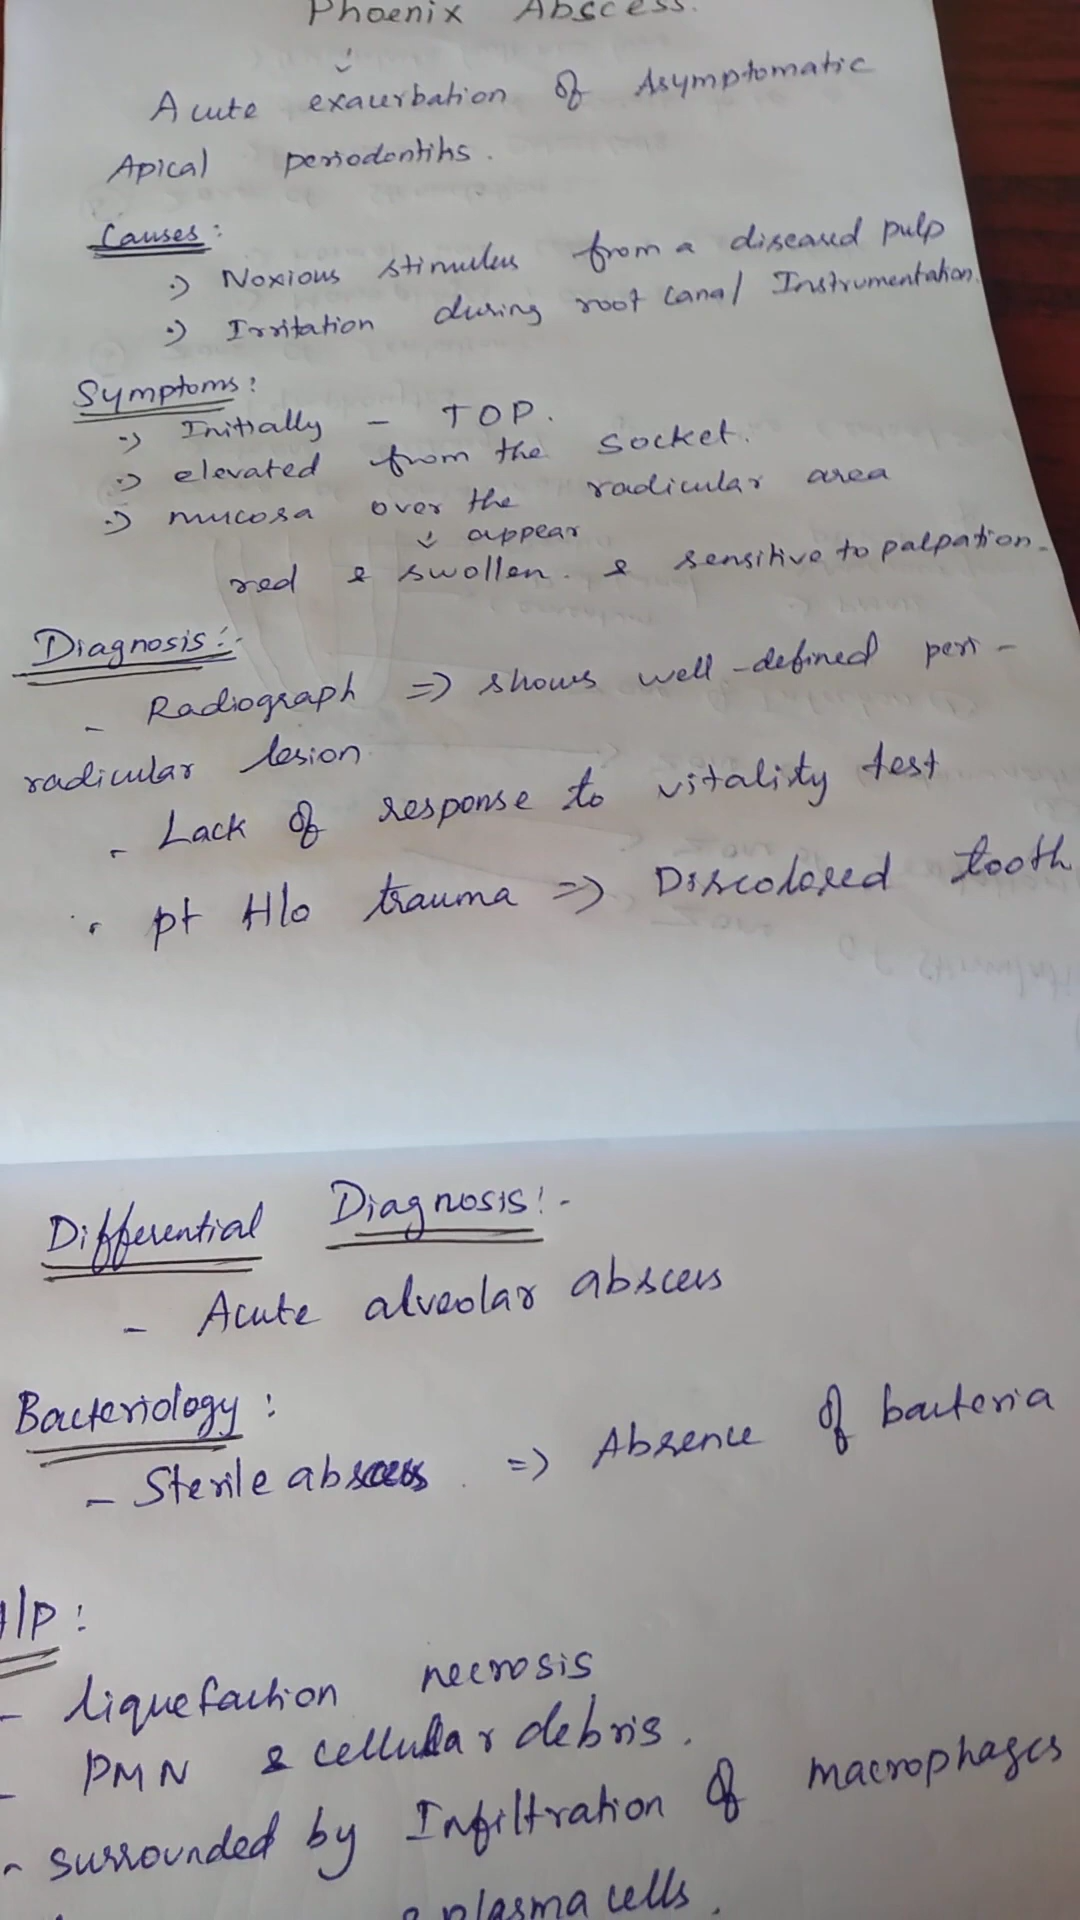 Phoenix Abscess.
Acute exacerbation of Asymptomatic
Apical periodontitis.
Causes:
Noxious stimulus from a diseased pulp
Irritation during root canal Instrumentation.
Symptoms:
Initially - TOP.
elevated from the socket.
mucosa over the radicular area
appear
red & swollen. & sensitive to palpation.
Diagnosis:-
- Radiograph => shows well-defined peri-
radicular lesion
- Lack of response to vitality test
pt H/o trauma => Discolored tooth
Differential Diagnosis:-
- Acute alveolar abscess
Bacteriology:
- Sterile abscess => Absence of bacteria
H/P:
- liquefaction necrosis
- PMN & cellular debris.
- surrounded by Infiltration of macrophages
& plasma cells.